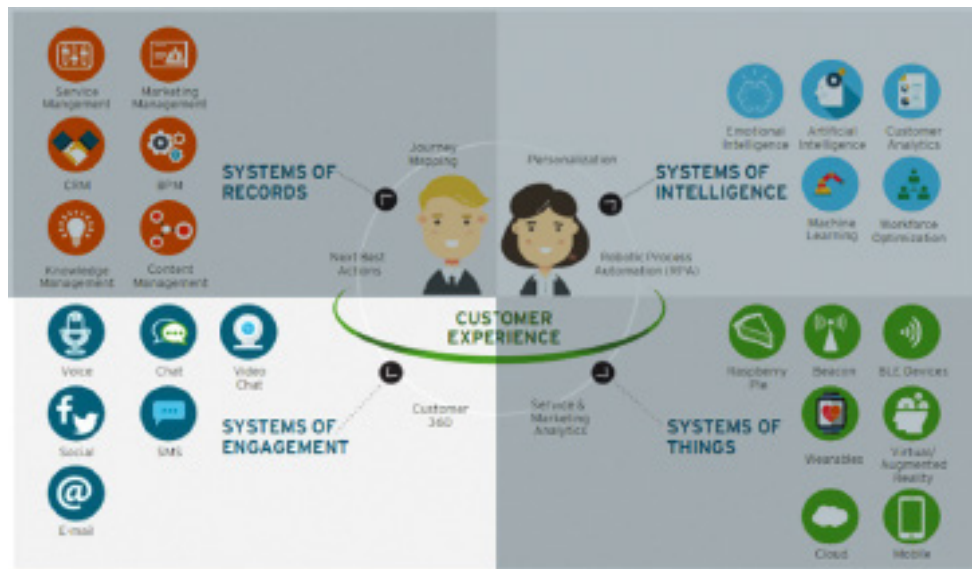 Service
Mangement
Marketing
Management
CRM
BPM
Knowledge
Management
Content
Management
SYSTEMS OF
RECORDS
Journey
Mapping
Next Best
Actions
Personalization
Robotic Process
Automation (RPA)
SYSTEMS OF
INTELLIGENCE
Emotional
Intelligence
Artificial
Intelligence
Customer
Analytics
Machine
Learning
Workforce
Optimization
CUSTOMER
EXPERIENCE
Voice
Chat
Video
Chat
Social
SMS
E-mail
SYSTEMS OF
ENGAGEMENT
Customer
360
Service &
Marketing
Analytics
SYSTEMS OF
THINGS
Raspberry
Pie
Beacon
BLE Devices
Wearables
Virtual/
Augmented
Reality
Cloud
Mobile